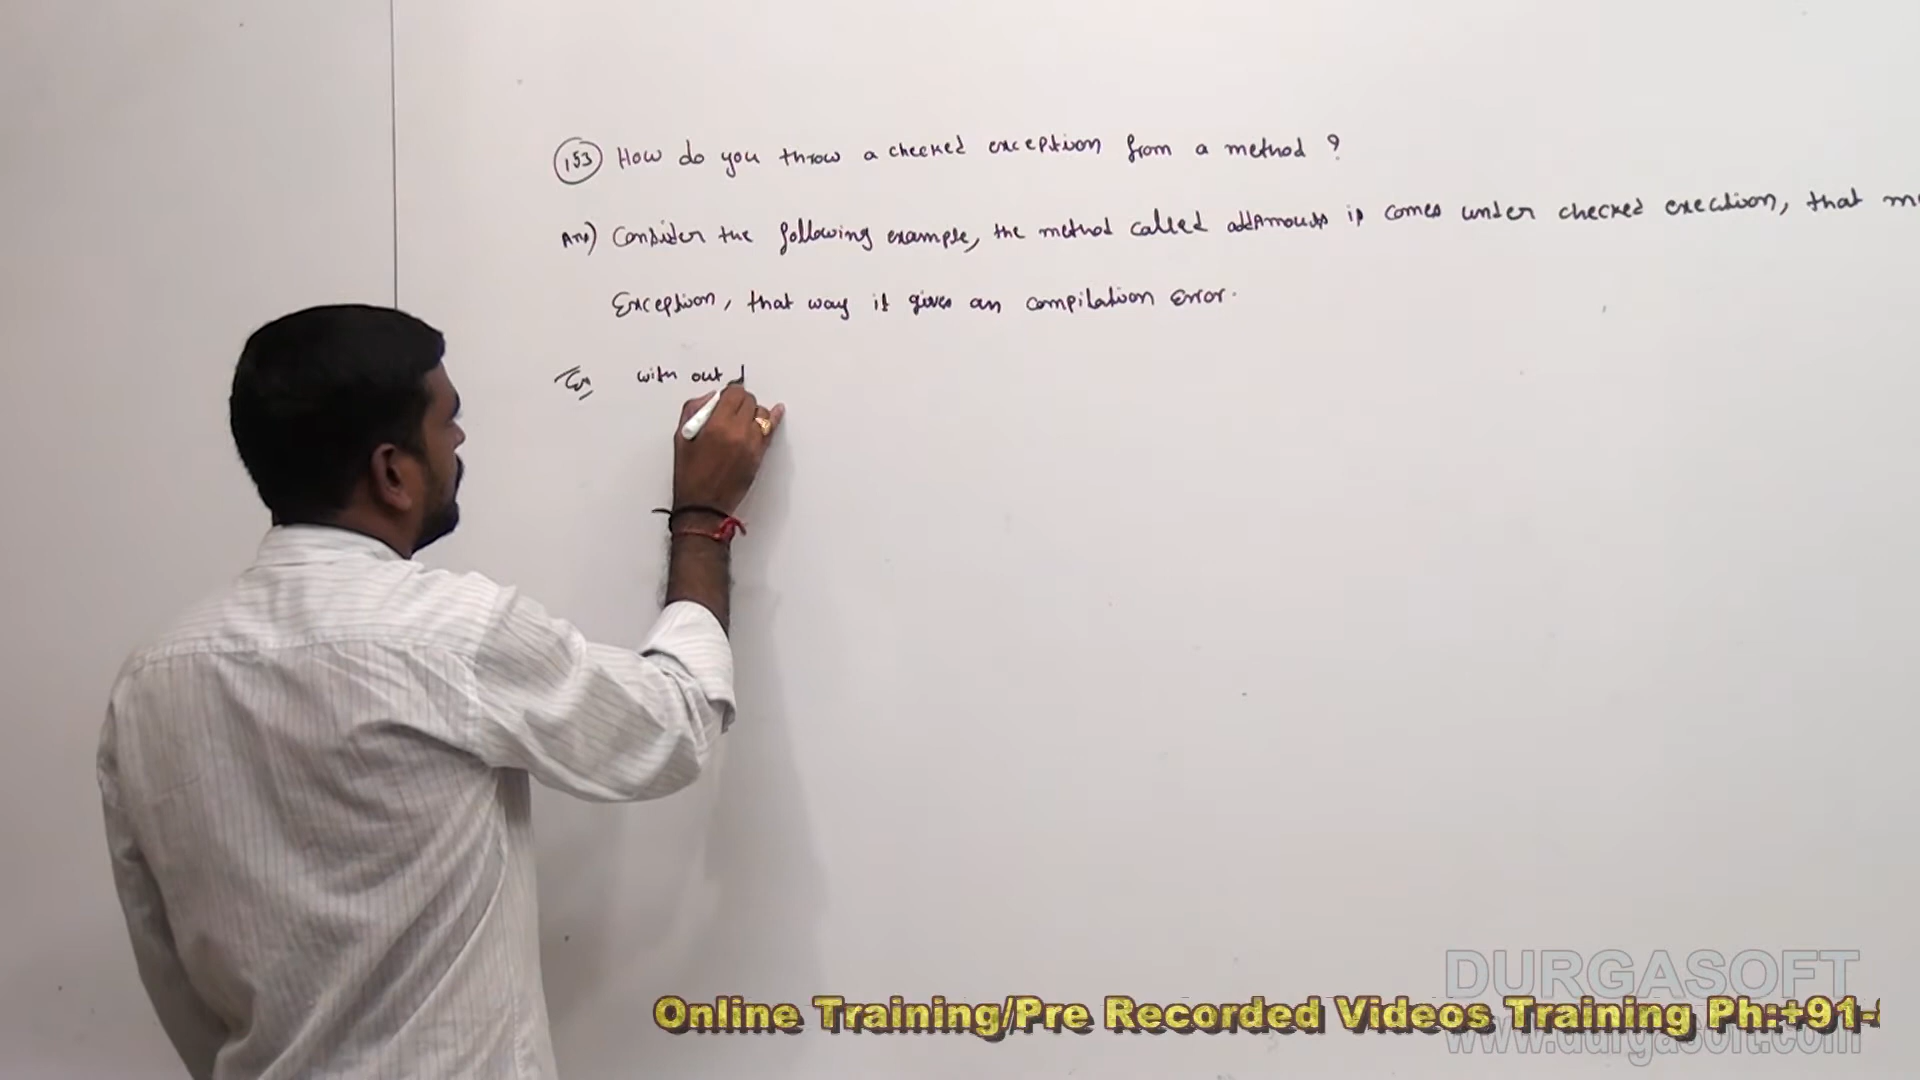 153 How do you throw a checked exception from a method ?
Ans) Consider the following example, the method called addAmouts is comes under checked execution, that
Exception, that way it gives an compilation Error.
Ex with out
DURGASOFT
Online Training/Pre Recorded Videos Training Ph:+91-
www.durgasoft.com